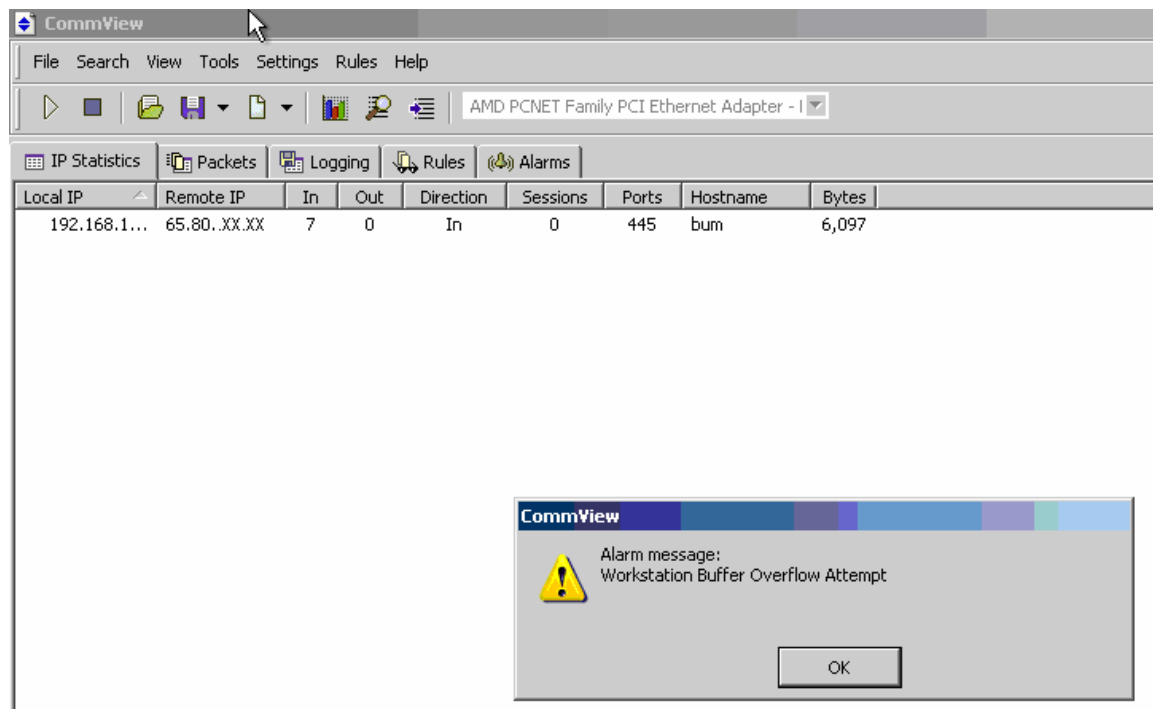 CommView
File Search View Tools Settings Rules Help
AMD PCNET Family PCI Ethernet Adapter - I
IP Statistics Packets Logging Rules Alarms
Local IP Remote IP In Out Direction Sessions Ports Hostname Bytes
192.168.1... 65.80..XX.XX 7 0 In 0 445 bum 6,097
CommView
Alarm message:
Workstation Buffer Overflow Attempt
OK